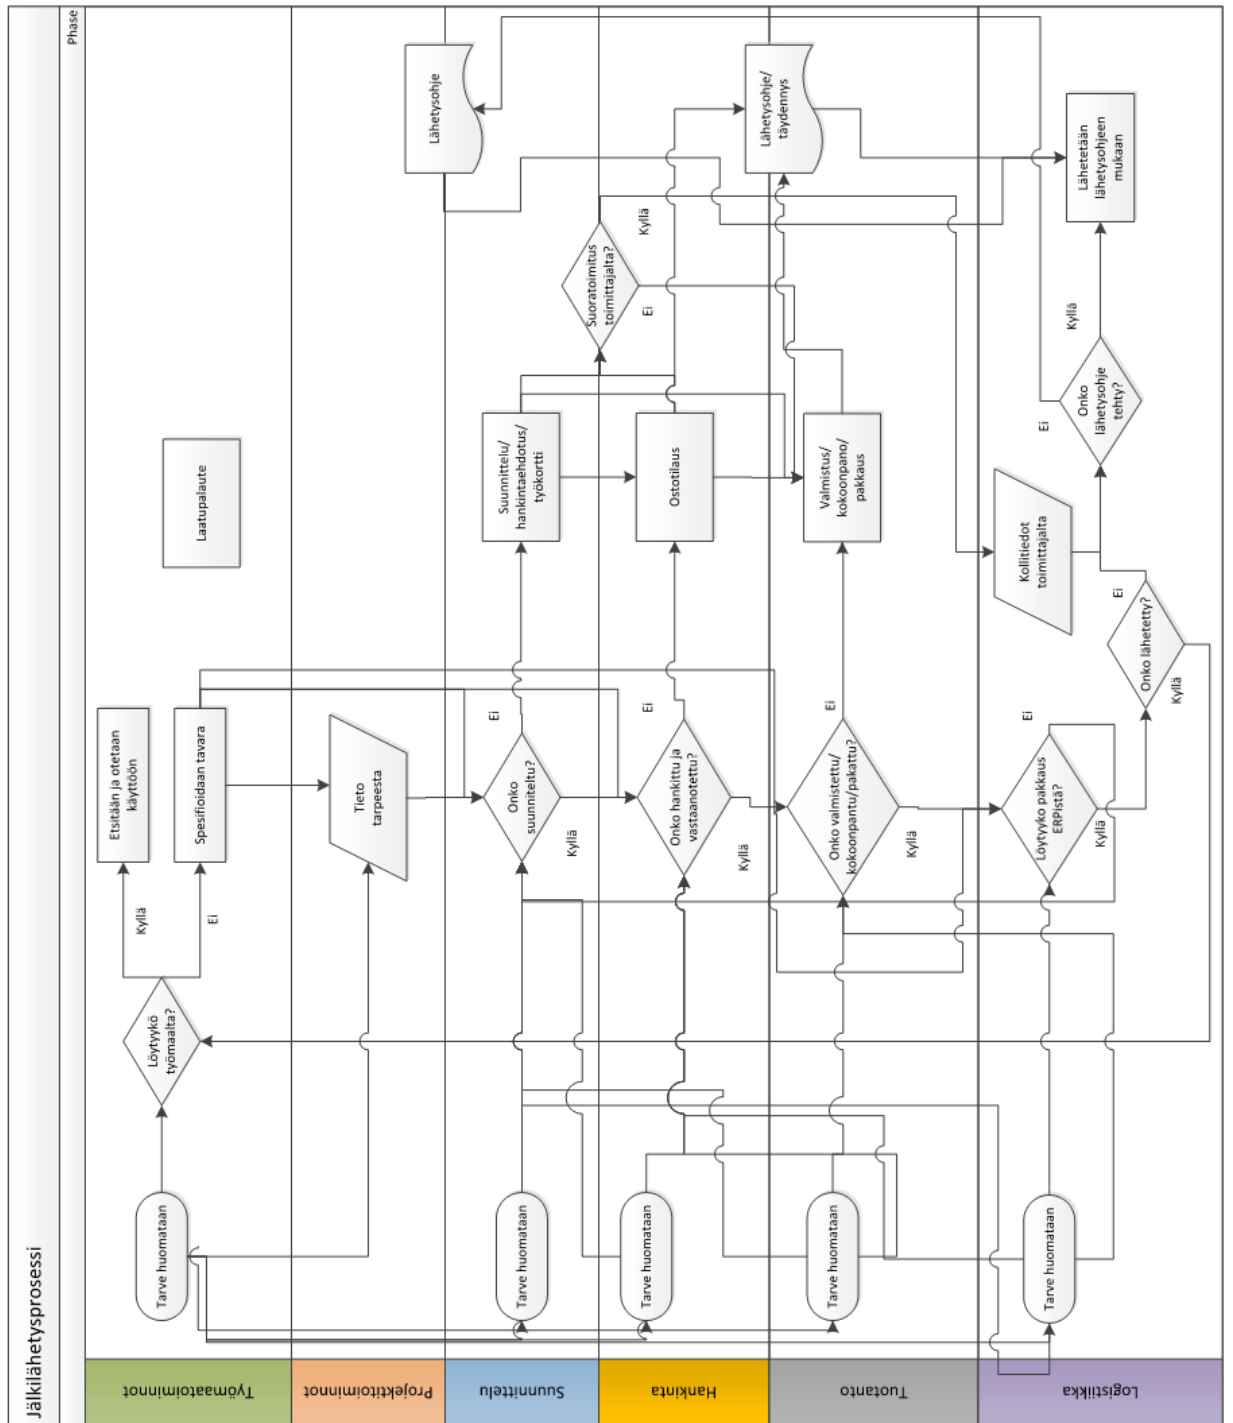 Jälkilähetysprosessi
Phase
Työmaatoiminnot
Tarve huomataan
Löytyykö
työmaalta?
Kyllä
Ei
Etsitään ja otetaan
käyttöön
Spesifioidaan tavara
Laatupalaute
Projektitoiminnot
Tieto
tarpeesta
Lähetysohje
Suunnittelu
Tarve huomataan
Onko
suunniteltu?
Kyllä
Ei
Suunnittelu/
hankintaehdotus/
työkortti
Suoratoimitus
toimittajalta?
Kyllä
Ei
Hankinta
Tarve huomataan
Onko hankittu ja
vastaanotettu?
Kyllä
Ei
Ostotilaus
Lähetysohje/
täydennys
Tuotanto
Tarve huomataan
Onko valmistettu/
kokoonpantu/pakattu?
Kyllä
Ei
Valmistus/
kokoonpano/
pakkaus
Logistiikka
Tarve huomataan
Löytyyko pakkaus
ERPistä?
Kyllä
Ei
Onko lähetetty?
Kyllä
Ei
Kollitiedot
toimittajalta
Onko
lähetysohje
tehty?
Ei
Kyllä
Lähetetään
lähetysohjeen
mukaan